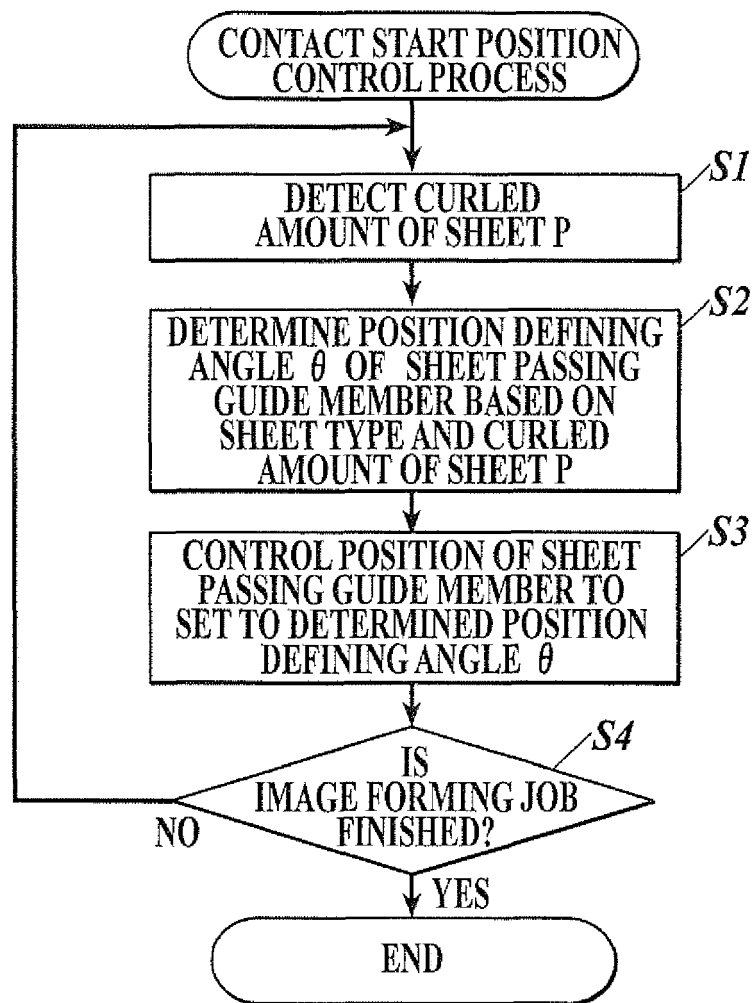 CONTACT START POSITION
CONTROL PROCESS
S1
DETECT CURLED
AMOUNT OF SHEET P
S2
DETERMINE POSITION DEFINING
ANGLE θ OF SHEET PASSING
GUIDE MEMBER BASED ON
SHEET TYPE AND CURLED
AMOUNT OF SHEET P
S3
CONTROL POSITION OF SHEET
PASSING GUIDE MEMBER TO
SET TO DETERMINED POSITION
DEFINING ANGLE θ
S4
IS
IMAGE FORMING JOB
FINISHED?
NO
YES
END